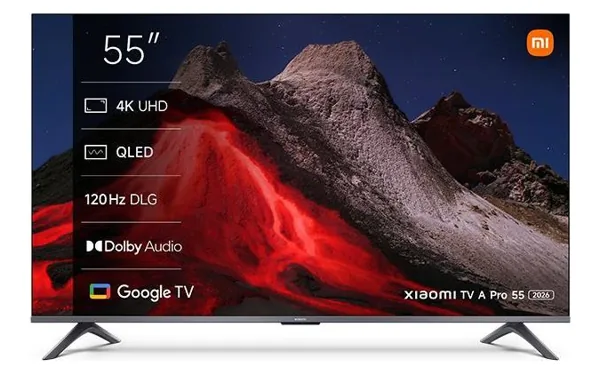 55"
4K UHD
QLED
120Hz DLG
Dolby Audio
Google TV
mi
xiaomi TV A Pro 55 2026